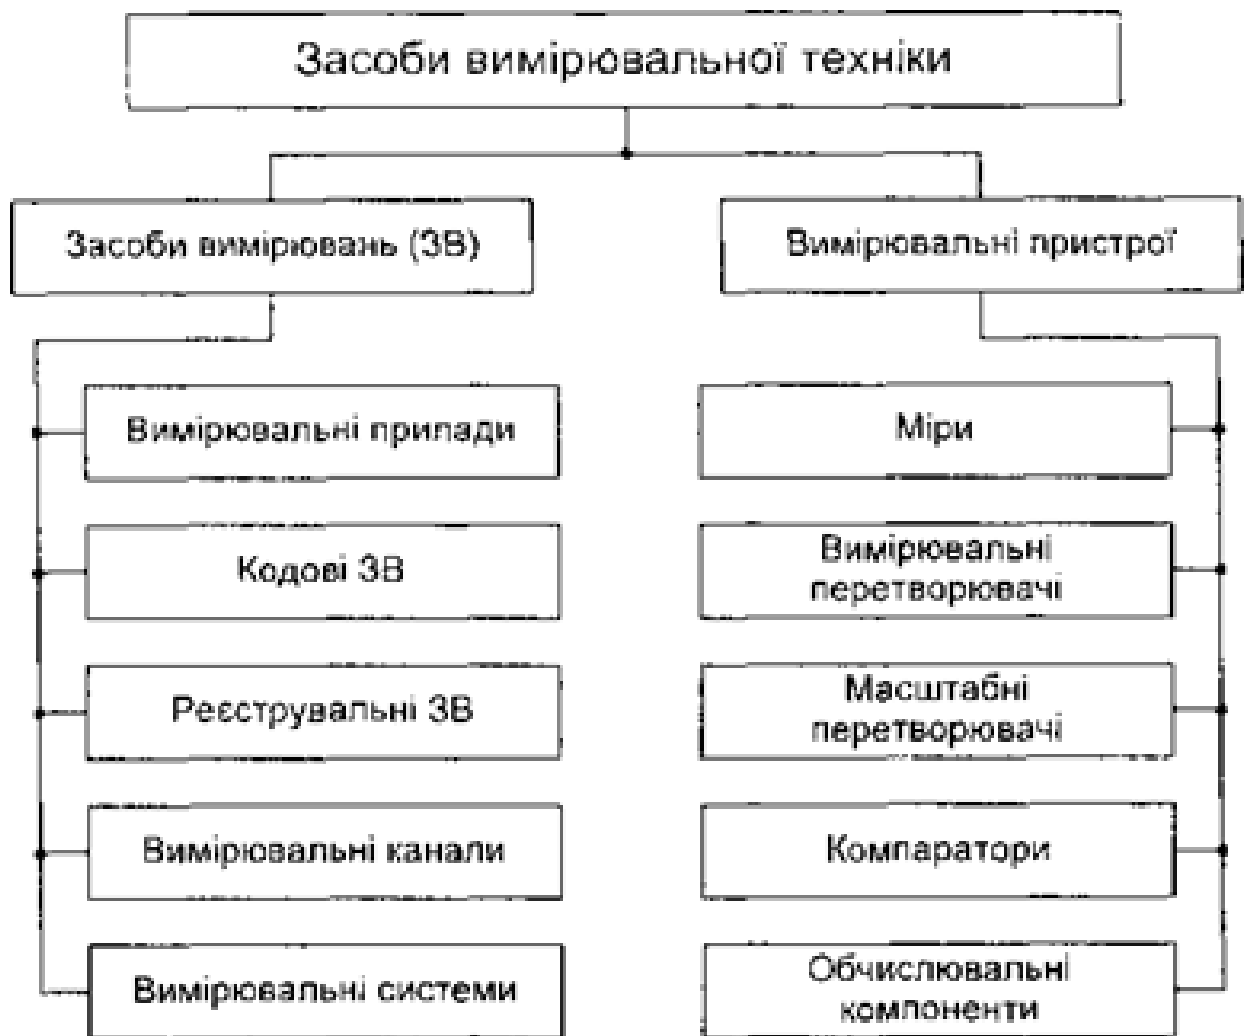 Засоби вимірювальної техніки
Засоби вимірювань (ЗВ)
Вимірювальні пристрої
Вимірювальні прилади
Кодові ЗВ
Реєструвальні ЗВ
Вимірювальні канали
Вимірювальні системи
Міри
Вимірювальні
перетворювачі
Масштабні
перетворювачі
Компаратори
Обчислювальні
компоненти